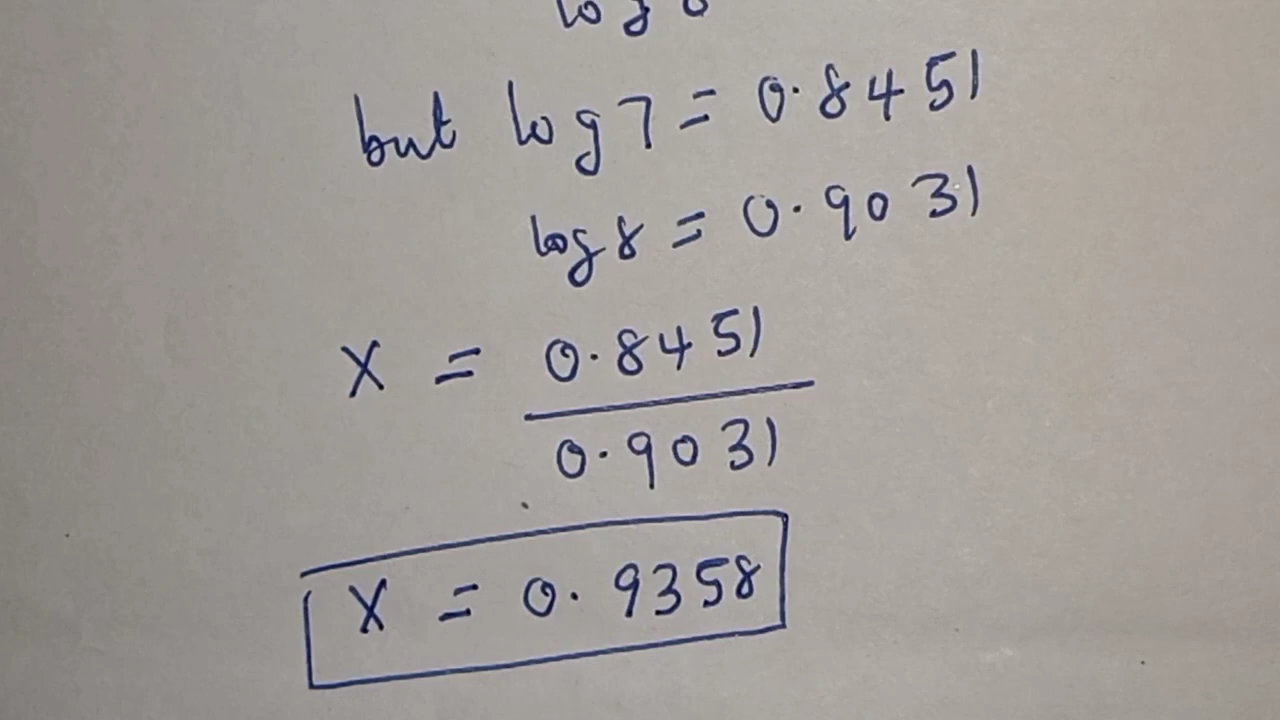 but log 7 = 0.8451
log 8 = 0.9031
X = 0.8451
0.9031
X = 0.9358